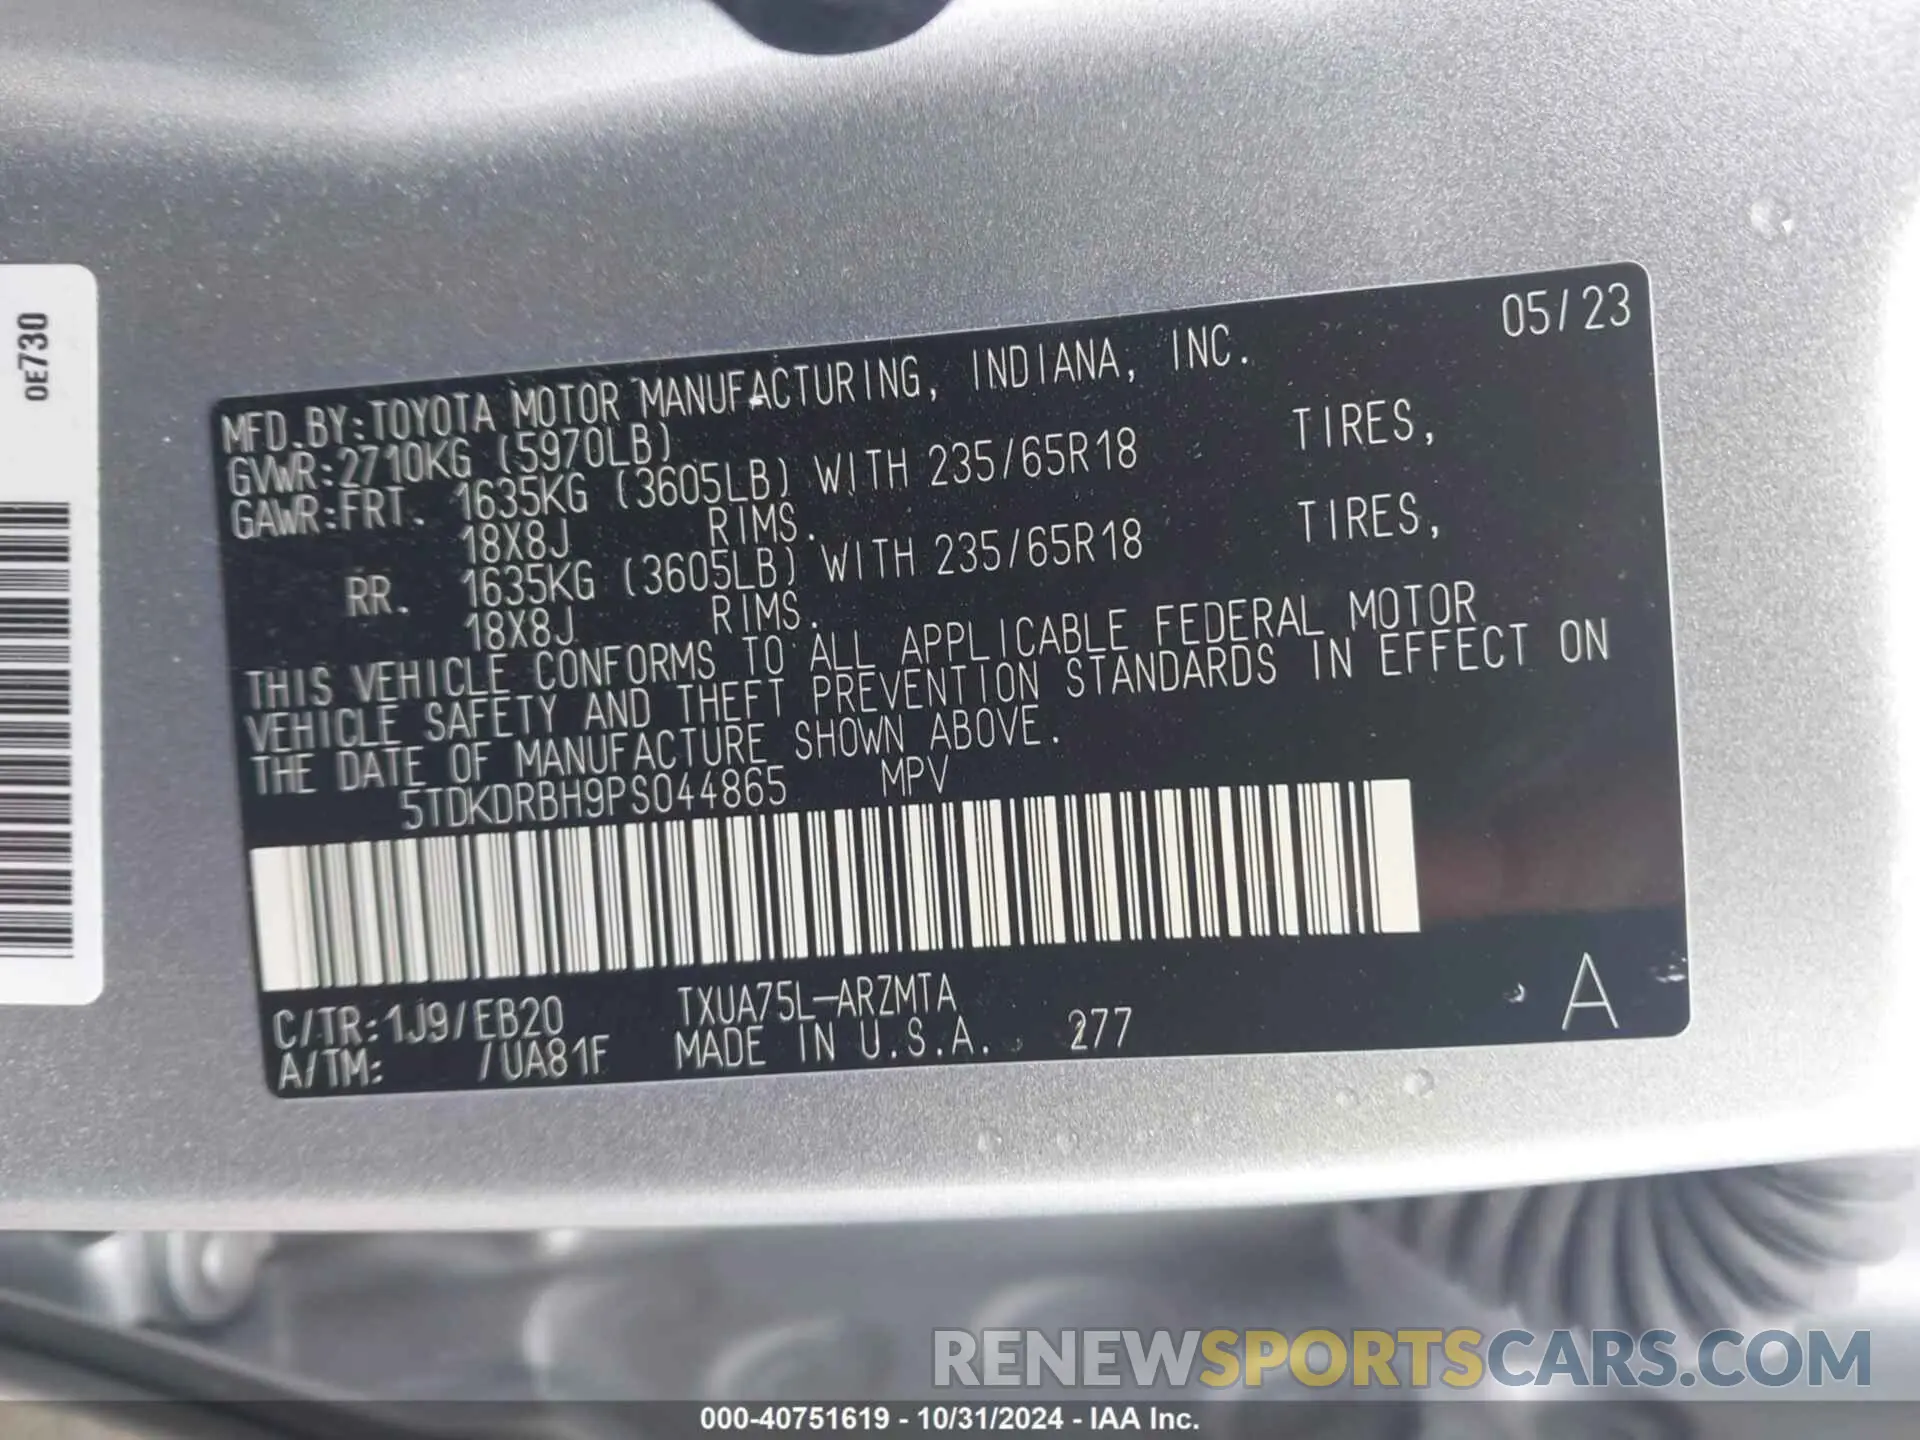 0E730
05/23
MFD.BY:TOYOTA MOTOR MANUFACTURING, INDIANA, INC.
GVWR:2710KG (5970LB)
GAWR:FRT. 1635KG (3605LB) WITH 235/65R18 TIRES,
18X8J RIMS.
RR. 1635KG (3605LB) WITH 235/65R18 TIRES,
18X8J RIMS.
THIS VEHICLE CONFORMS TO ALL APPLICABLE FEDERAL MOTOR
VEHICLE SAFETY AND THEFT PREVENTION STANDARDS IN EFFECT ON
THE DATE OF MANUFACTURE SHOWN ABOVE.
5TDKDRBH9PS044865 MPV
C/TR:1J9/EB20 TXUA75L-ARZMTA
A/TM: /UA81F MADE IN U.S.A. 277
A
RENEWSPORTSCARS.COM
000-40751619 - 10/31/2024 - IAA Inc.